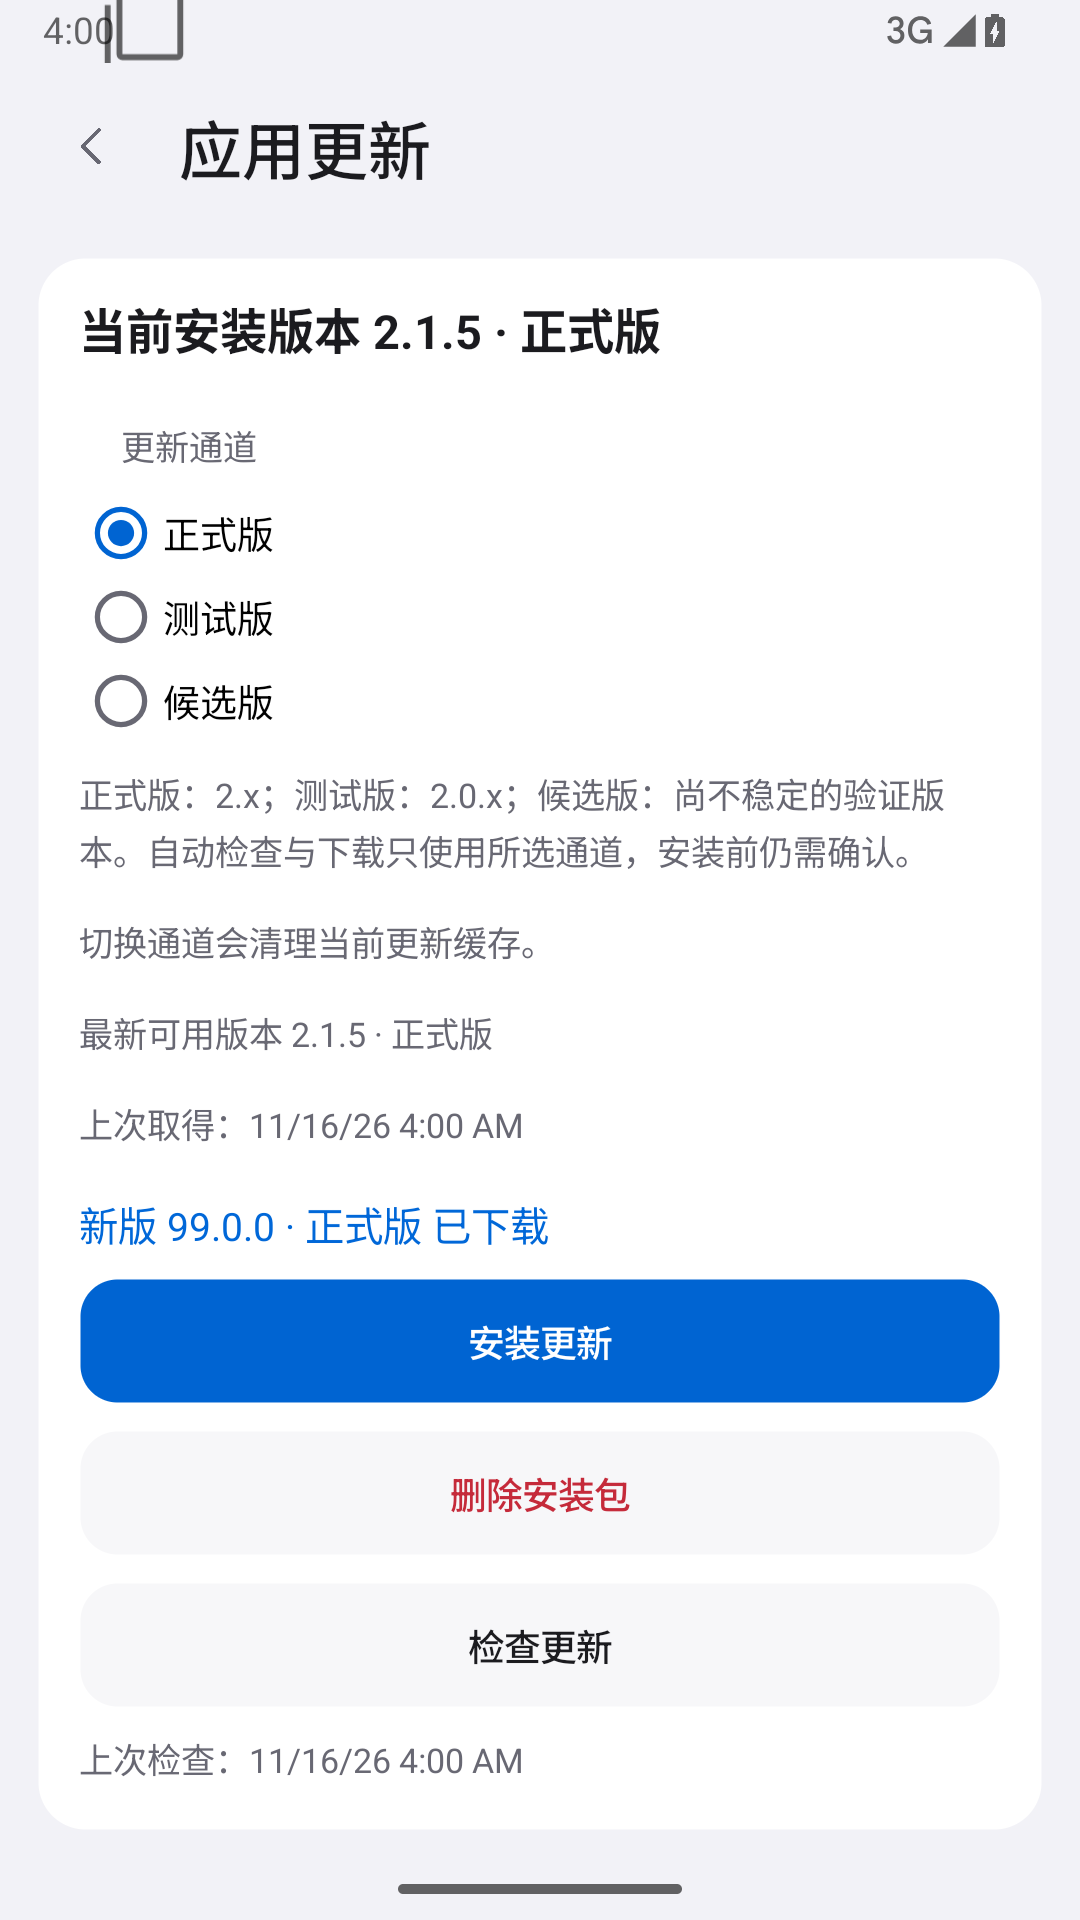 4:00
3G
应用更新
当前安装版本 2.1.5 · 正式版
更新通道
正式版
测试版
候选版
正式版：2.x；测试版：2.0.x；候选版：尚不稳定的验证版
本。自动检查与下载只使用所选通道，安装前仍需确认。
切换通道会清理当前更新缓存。
最新可用版本 2.1.5 · 正式版
上次取得：11/16/26 4:00 AM
新版 99.0.0 · 正式版 已下载
安装更新
删除安装包
检查更新
上次检查：11/16/26 4:00 AM